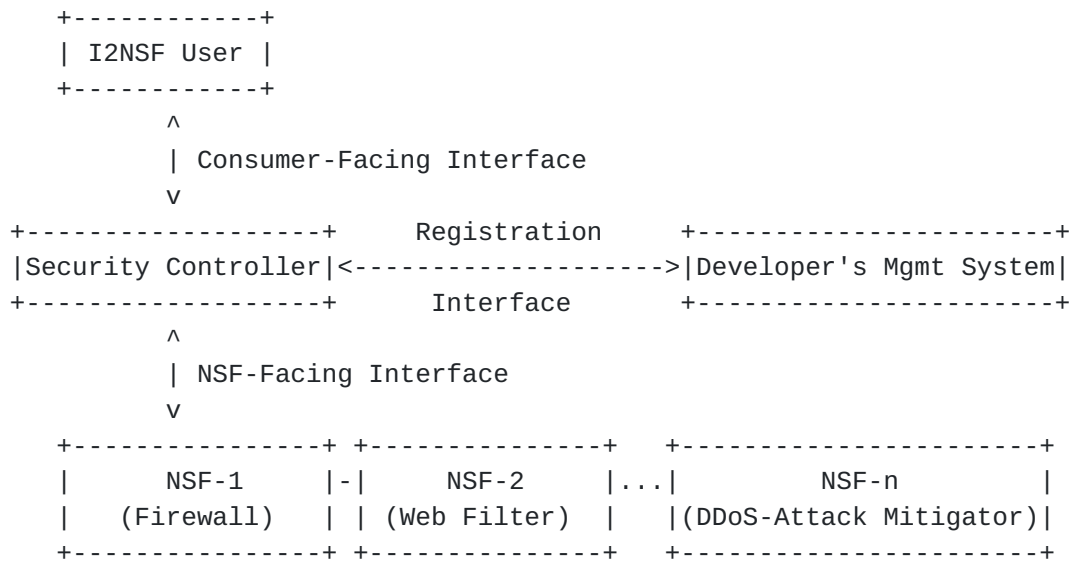 +------------+
| I2NSF User |
+------------+
^
| Consumer-Facing Interface
v
+-------------------+     Registration     +-----------------------+
|Security Controller|<-------------------->|Developer's Mgmt System|
+-------------------+      Interface       +-----------------------+
^
| NSF-Facing Interface
v
+----------------+ +---------------+   +-----------------------+
|      NSF-1     |-|     NSF-2     |...|         NSF-n         |
|   (Firewall)   | | (Web Filter)  |   |(DDoS-Attack Mitigator)|
+----------------+ +---------------+   +-----------------------+